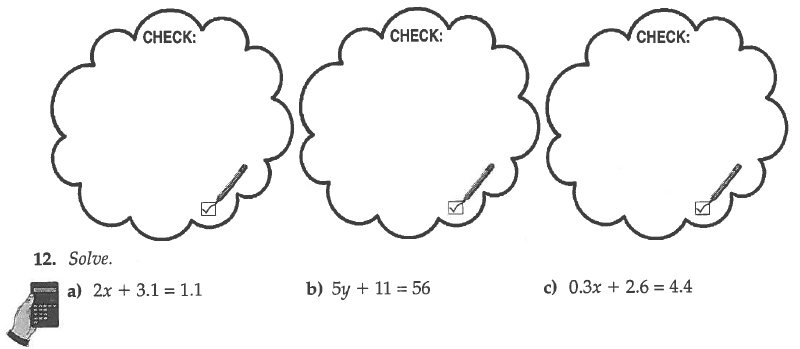 CHECK: CHECK: CHECK:
12. Solve.
a) 2x + 3.1 = 1.1 b) 5y + 11 = 56 c) 0.3x + 2.6 = 4.4